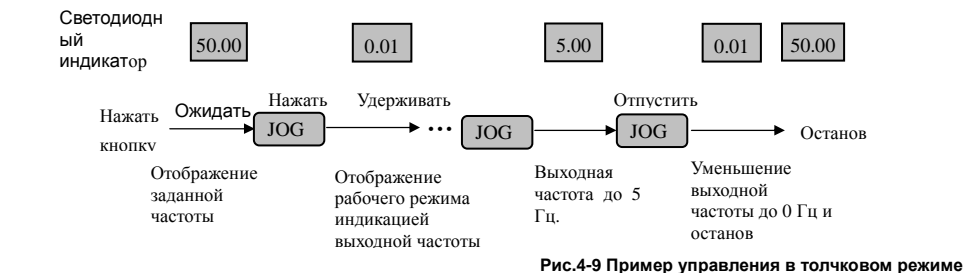 Светодиодн
ый
индикатор
50.00
0.01
5.00
0.01
50.00
Нажать
кнопку
Ожидать
Нажать
JOG
Удерживать
...
JOG
Отпустить
JOG
Останов
Отображение
заданной
частоты
Отображение
рабочего режима
индикацией
выходной частоты
Выходная
частота до 5
Гц.
Уменьшение
выходной
частоты до 0 Гц и
останов
Рис.4-9 Пример управления в толчковом режиме